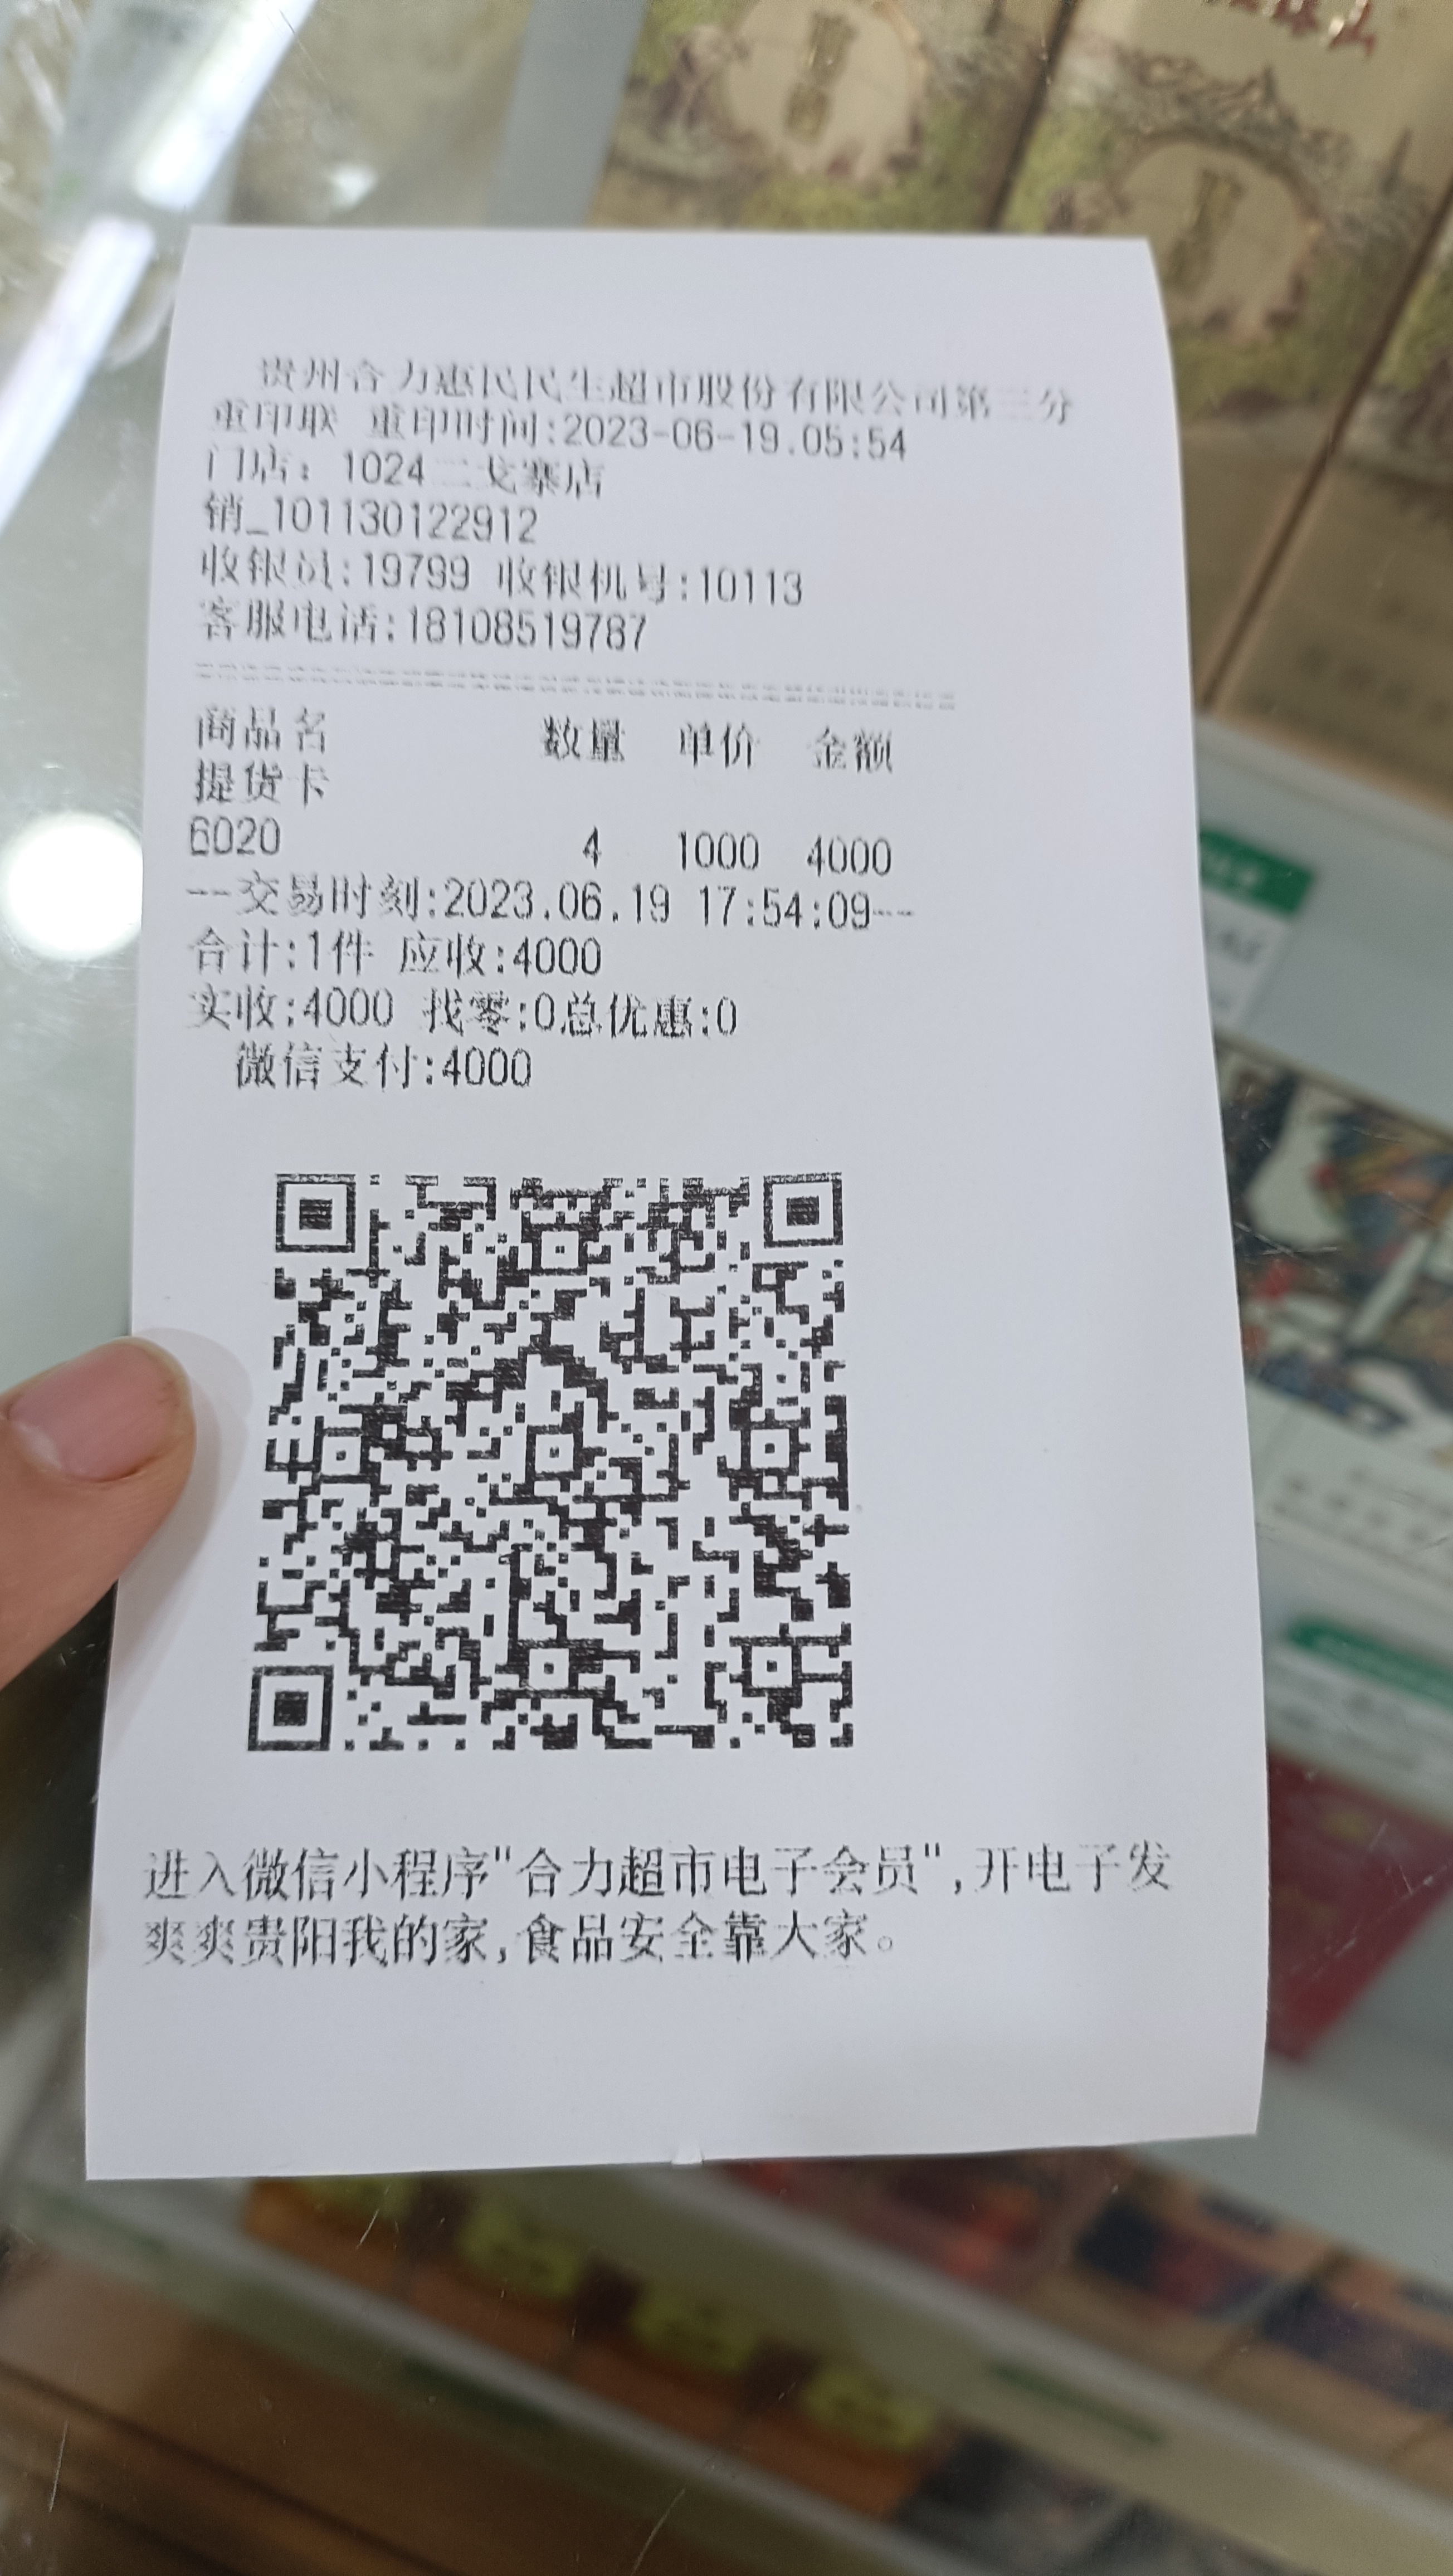 贵州合力惠民民生超市股份有限公司第三分
重印联 重印时间:2023-06-19.05:54
门店: 1024二戈寨店
销_101130122912
收银员:19799 收银机号:10113
客服电话:18108519787
商品名 数量 单价 金额
提货卡
6020 4 1000 4000
--交易时刻:2023.06.19 17:54:09--
合计:1件 应收:4000
实收:4000 找零:0总优惠:0
微信支付:4000
进入微信小程序"合力超市电子会员",开电子发
爽爽贵阳我的家,食品安全靠大家。